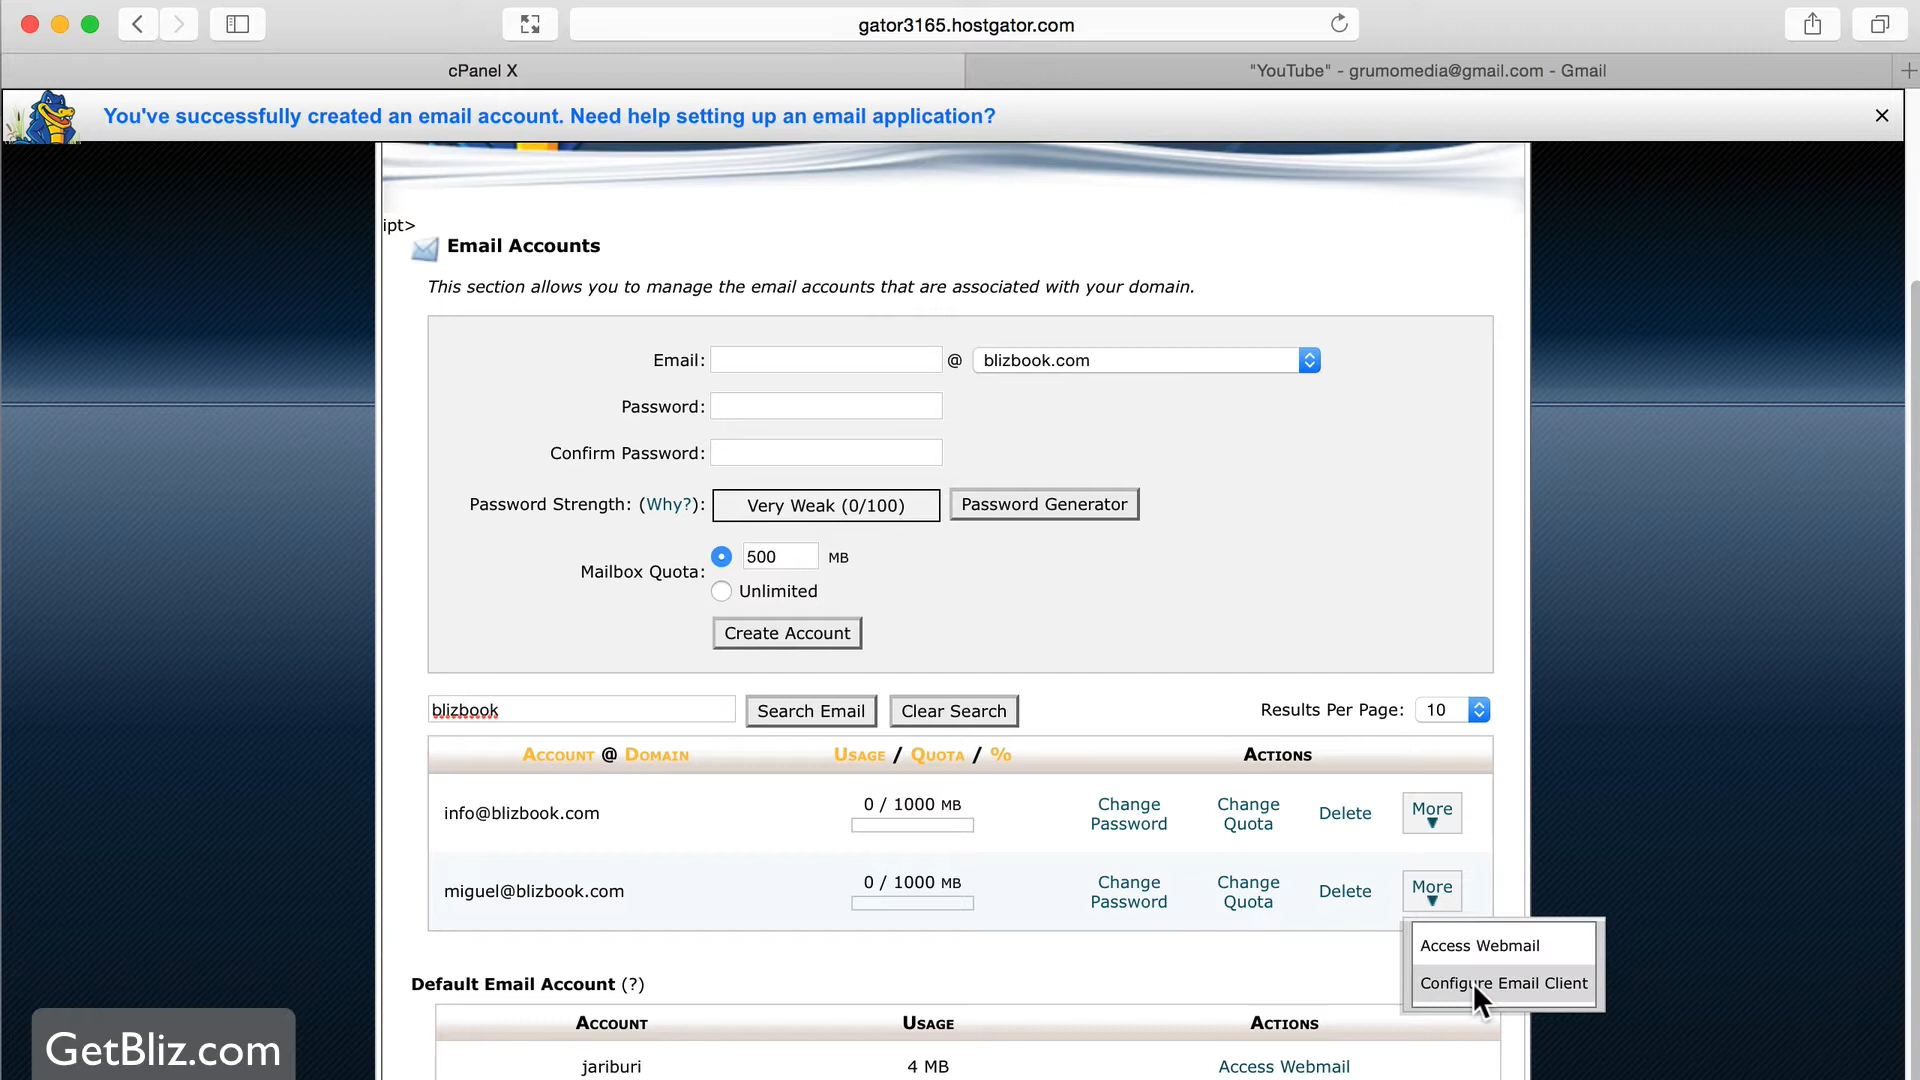 gator3165.hostgator.com
cPanel X
"YouTube" - grumomedia@gmail.com - Gmail
You've successfully created an email account. Need help setting up an email application?
ipt>
Email Accounts
This section allows you to manage the email accounts that are associated with your domain.
Email: @ blizbook.com
Password:
Confirm Password:
Password Strength: (Why?): Very Weak (0/100) Password Generator
Mailbox Quota: 500 MB
Unlimited
Create Account
blizbook Search Email Clear Search Results Per Page: 10
Account @ Domain Usage / Quota / % Actions
info@blizbook.com 0 / 1000 MB Change Password Change Quota Delete More
miguel@blizbook.com 0 / 1000 MB Change Password Change Quota Delete More
Access Webmail
Configure Email Client
Default Email Account (?)
Account Usage Actions
jariburi 4 MB Access Webmail
GetBliz.com